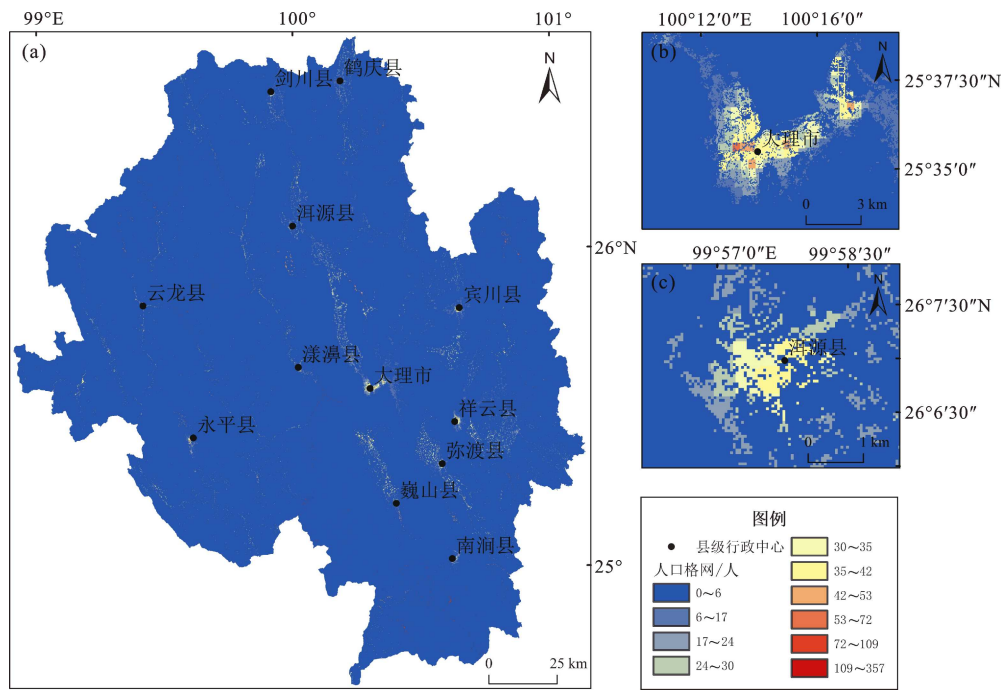 99°E 100° 101°
(a)
N
鹤庆县
剑川县
洱源县
26°N
云龙县
宾川县
漾濞县
大理市
祥云县
永平县
弥渡县
巍山县
南涧县
25°
0 25 km
100°12′0″E 100°16′0″
(b)
N
25°37′30″N
大理市
25°35′0″
0 3 km
99°57′0″E 99°58′30″
(c)
N
26°7′30″N
洱源县
26°6′30″
0 1 km
图例
县级行政中心
人口格网/人
0~6
6~17
17~24
24~30
30~35
35~42
42~53
53~72
72~109
109~357